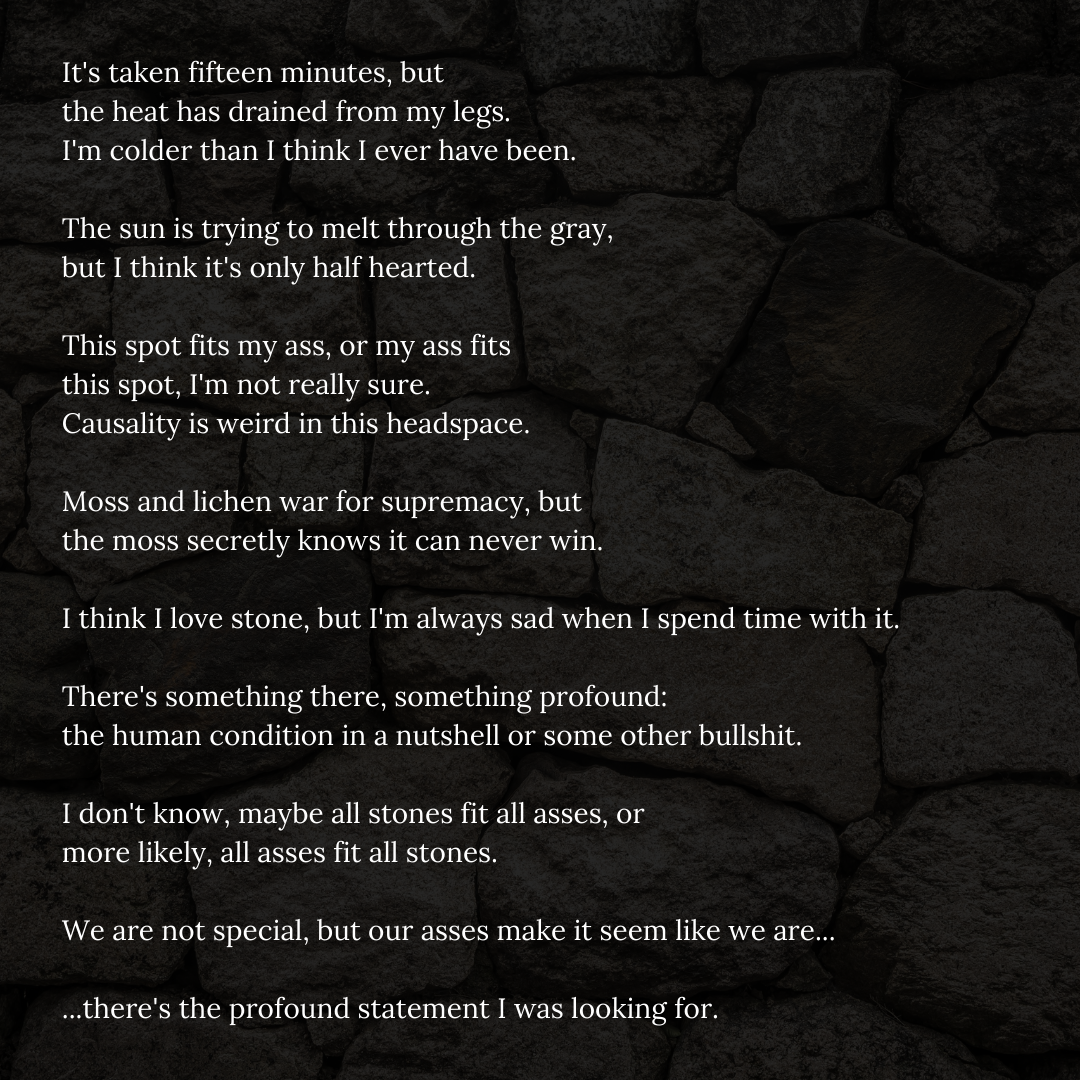 It's taken fifteen minutes, but
the heat has drained from my legs.
I'm colder than I think I ever have been.
The sun is trying to melt through the gray,
but I think it's only half hearted.
This spot fits my ass, or my ass fits
this spot, I'm not really sure.
Causality is weird in this headspace.
Moss and lichen war for supremacy, but
the moss secretly knows it can never win.
I think I love stone, but I'm always sad when I spend time with it.
There's something there, something profound:
the human condition in a nutshell or some other bullshit.
I don't know, maybe all stones fit all asses, or
more likely, all asses fit all stones.
We are not special, but our asses make it seem like we are...
...there's the profound statement I was looking for.